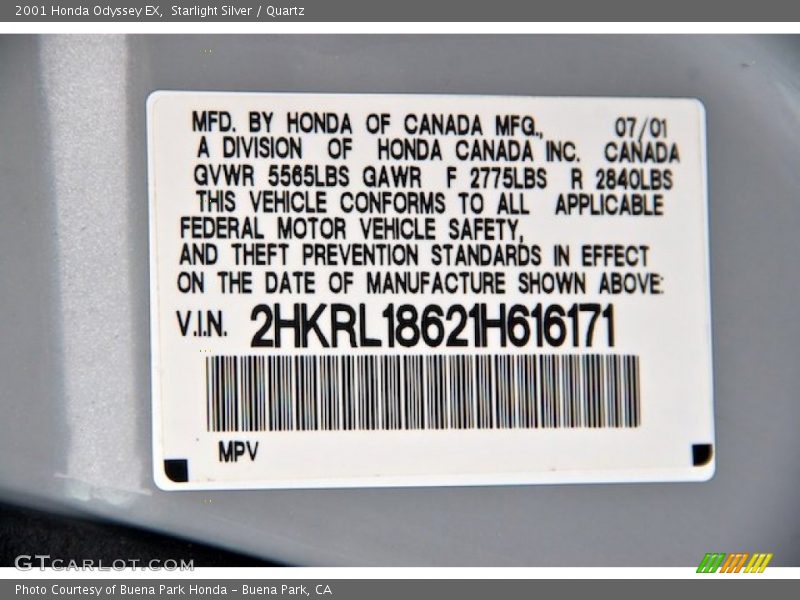 2001 Honda Odyssey EX, Starlight Silver / Quartz
MFD. BY HONDA OF CANADA MFG., 07/01
A DIVISION OF HONDA CANADA INC. CANADA
GVWR 5565LBS GAWR F 2775LBS R 2840LBS
THIS VEHICLE CONFORMS TO ALL APPLICABLE
FEDERAL MOTOR VEHICLE SAFETY,
AND THEFT PREVENTION STANDARDS IN EFFECT
ON THE DATE OF MANUFACTURE SHOWN ABOVE:
V.I.N. 2HKRL18621H616171
MPV
GTCARLOT.COM
Photo Courtesy of Buena Park Honda - Buena Park, CA